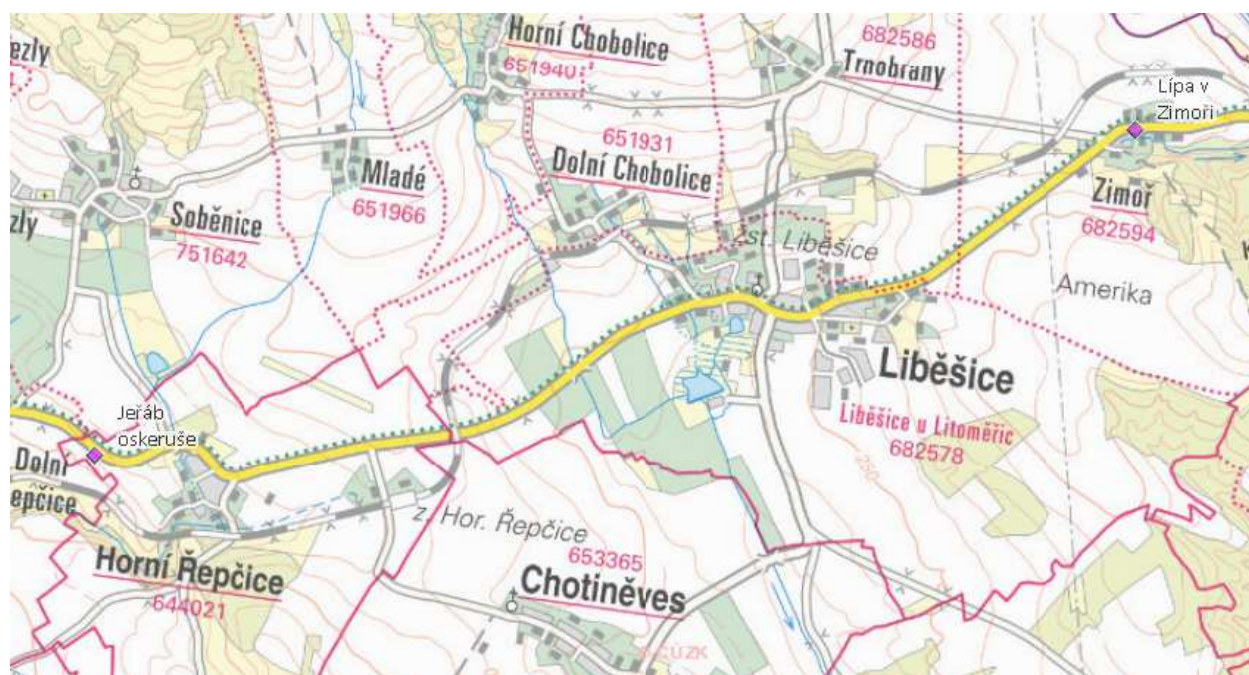 Horní Chobolice
651940
682586
Trnobrany
Lípa v
Zimoři
ezly
651931
Dolní Chobolice
Mladé
651966
Zimoř
682594
zly
Soběnice
751642
žst. Liběšice
Amerika
Liběšice
Jeřáb
oskeruše
Liběšice u Litoměřic
682578
250
Dolní
epčice
z. Hor. Řepčice
653365
Horní Řepčice
644021
Chotiněves
© ČÚZK